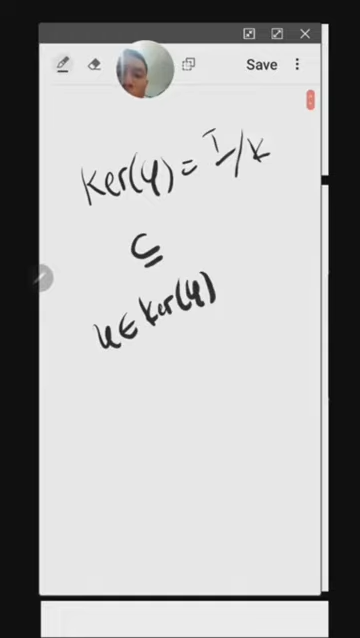 Save
Ker(φ) = I/K
⊆
u ∈ Ker(φ)